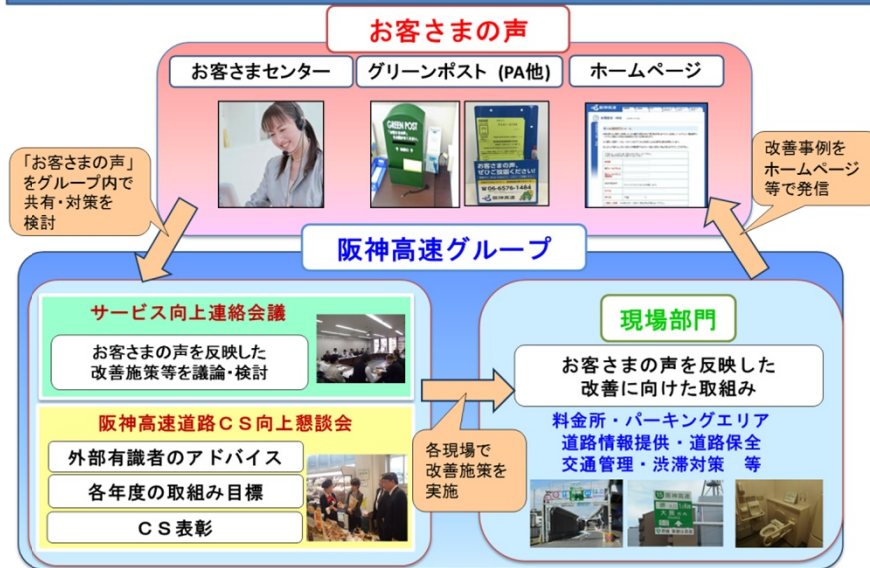 お客さまの声
お客さまセンター
グリーンポスト (PA他)
ホームページ
GREEN POST
お客さまの声、
ぜひご投函ください！
☎06-6576-1484
阪神高速
「お客さまの声」
をグループ内で
共有・対策を
検討
改善事例を
ホームページ
等で発信
阪神高速グループ
サービス向上連絡会議
お客さまの声を反映した
改善施策等を議論・検討
阪神高速道路ＣＳ向上懇談会
外部有識者のアドバイス
各年度の取組み目標
ＣＳ表彰
各現場で
改善施策を
実施
現場部門
お客さまの声を反映した
改善に向けた取組み
料金所・パーキングエリア
道路情報提供・道路保全
交通管理・渋滞対策　等
阪神高速